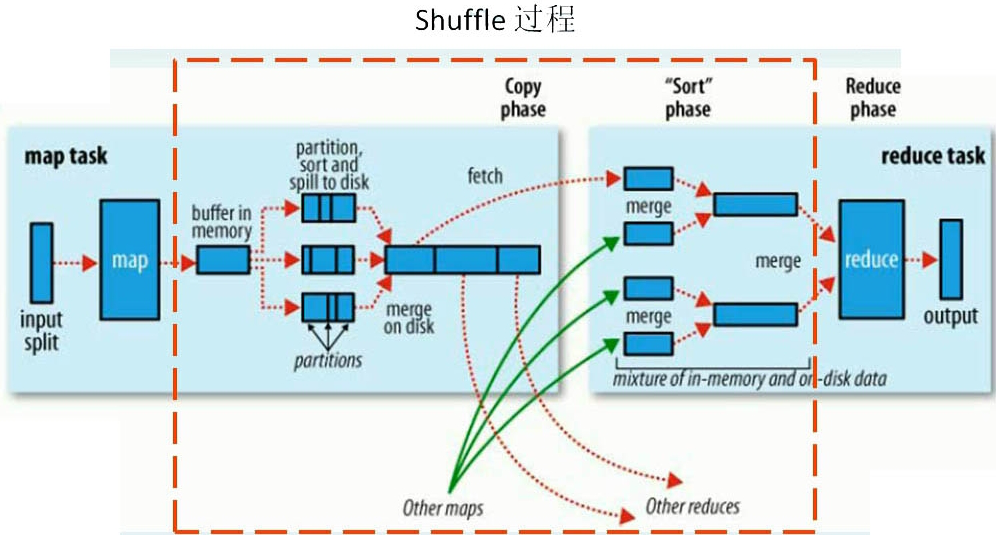 Shuffle 过程
Copy
phase
"Sort"
phase
Reduce
phase
map task
reduce task
partition,
sort and
spill to disk
fetch
buffer in
memory
merge
map
merge
reduce
input
split
merge
on disk
merge
output
partitions
mixture of in-memory and on-disk data
Other maps
Other reduces